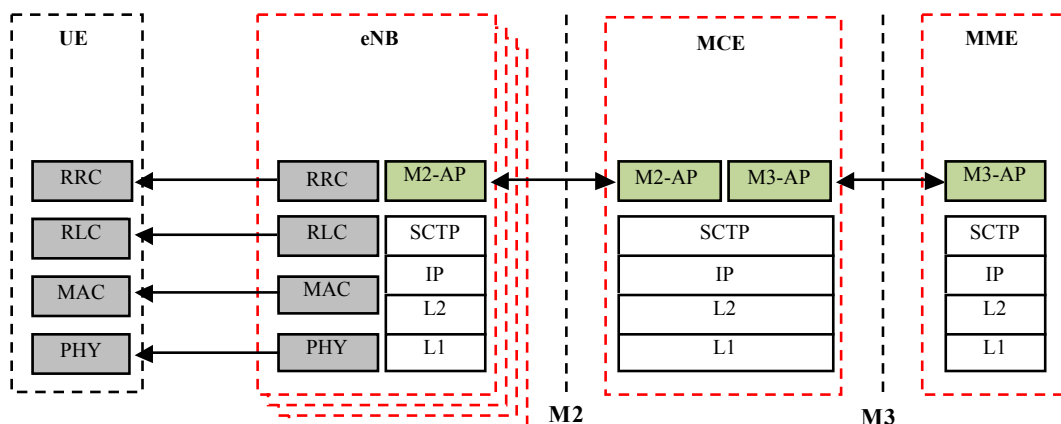 UE
eNB
MCE
MME
RRC
RRC
M2-AP
M2-AP
M3-AP
M3-AP
RLC
RLC
SCTP
SCTP
SCTP
MAC
MAC
IP
IP
IP
L2
L2
L2
PHY
PHY
L1
L1
L1
M2
M3